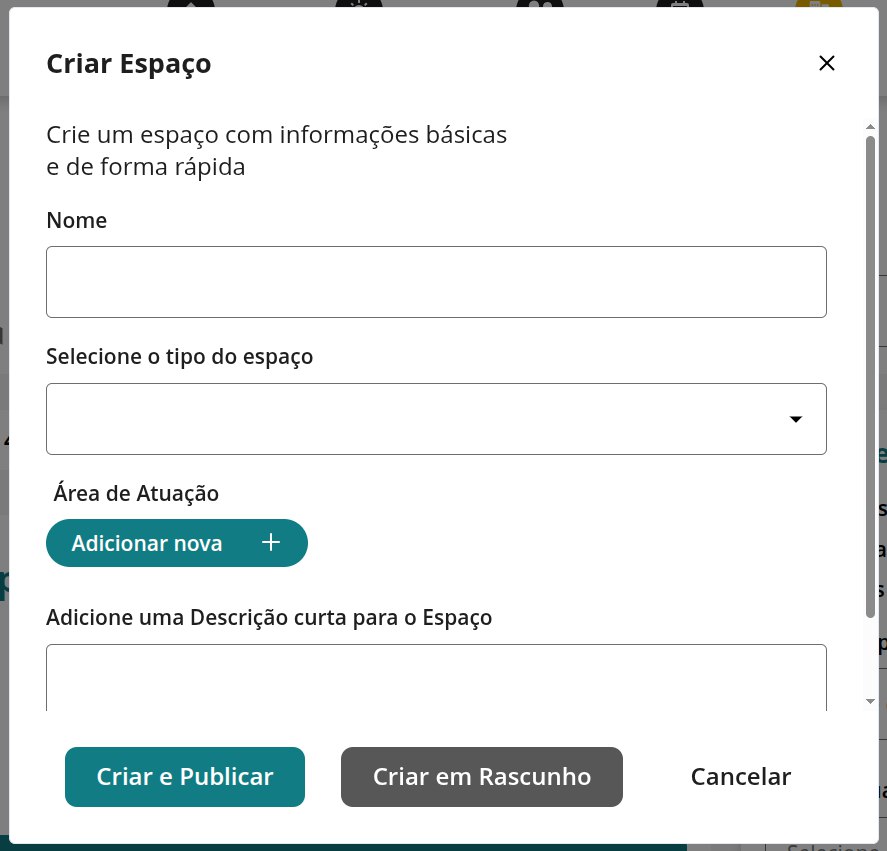 Criar Espaço
Crie um espaço com informações básicas
e de forma rápida
Nome
Selecione o tipo do espaço
Área de Atuação
Adicionar nova
Adicione uma Descrição curta para o Espaço
Criar e Publicar
Criar em Rascunho
Cancelar